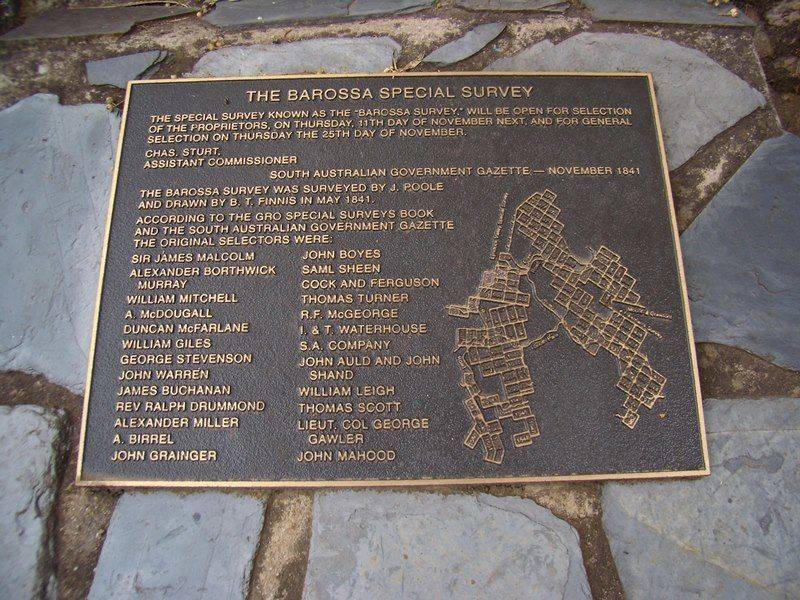 THE BAROSSA SPECIAL SURVEY
THE SPECIAL SURVEY KNOWN AS THE "BAROSSA SURVEY," WILL BE OPEN FOR SELECTION
OF THE PROPRIETORS, ON THURSDAY, 11TH DAY OF NOVEMBER NEXT, AND FOR GENERAL
SELECTION ON THURSDAY THE 25TH DAY OF NOVEMBER.
CHAS. STURT,
ASSISTANT COMMISSIONER
SOUTH AUSTRALIAN GOVERNMENT GAZETTE — NOVEMBER 1841
THE BAROSSA SURVEY WAS SURVEYED BY J. POOLE
AND DRAWN BY B. T. FINNIS IN MAY 1841.
ACCORDING TO THE GRO SPECIAL SURVEYS BOOK
AND THE SOUTH AUSTRALIAN GOVERNMENT GAZETTE
THE ORIGINAL SELECTORS WERE:
SIR JAMES MALCOLM
ALEXANDER BORTHWICK
MURRAY
WILLIAM MITCHELL
A. McDOUGALL
DUNCAN McFARLANE
WILLIAM GILES
GEORGE STEVENSON
JOHN WARREN
JAMES BUCHANAN
REV RALPH DRUMMOND
ALEXANDER MILLER
A. BIRREL
JOHN GRAINGER
JOHN BOYES
SAML SHEEN
COCK AND FERGUSON
THOMAS TURNER
R.F. McGEORGE
I. & T. WATERHOUSE
S.A. COMPANY
JOHN AULD AND JOHN
SHAND
WILLIAM LEIGH
THOMAS SCOTT
LIEUT. COL GEORGE
GAWLER
JOHN MAHOOD